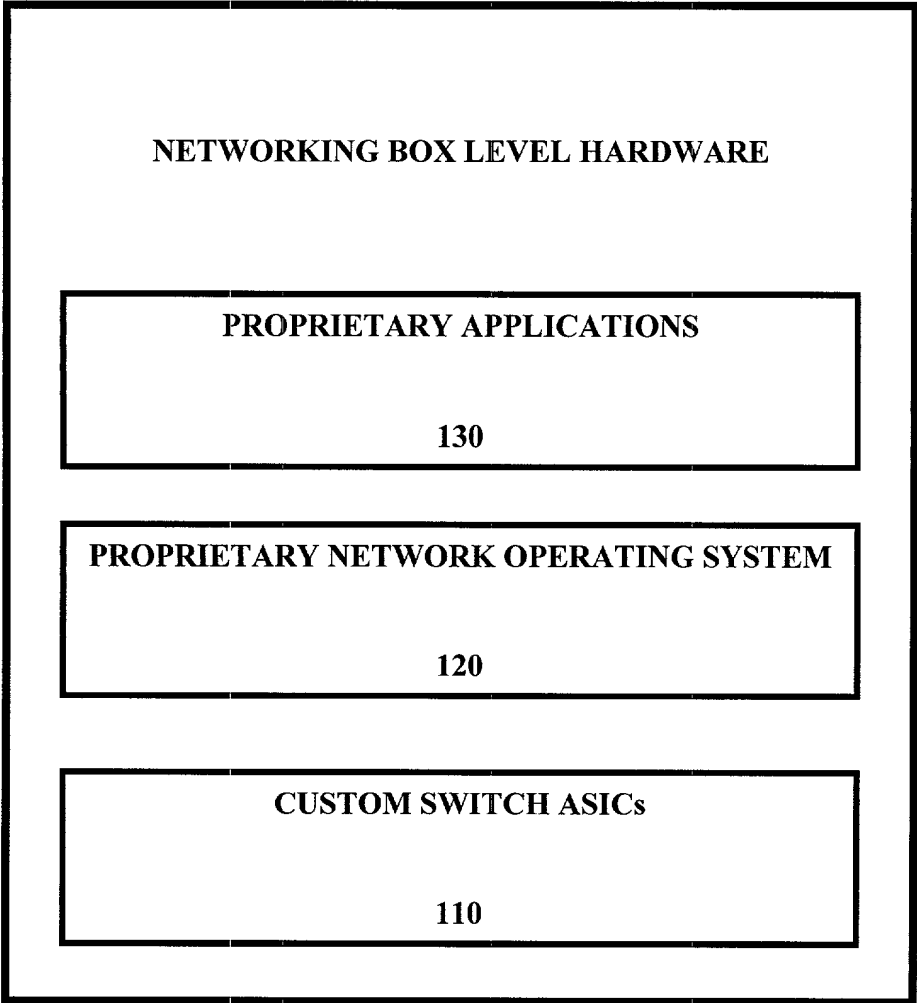 NETWORKING BOX LEVEL HARDWARE
PROPRIETARY APPLICATIONS
130
PROPRIETARY NETWORK OPERATING SYSTEM
120
CUSTOM SWITCH ASICs
110